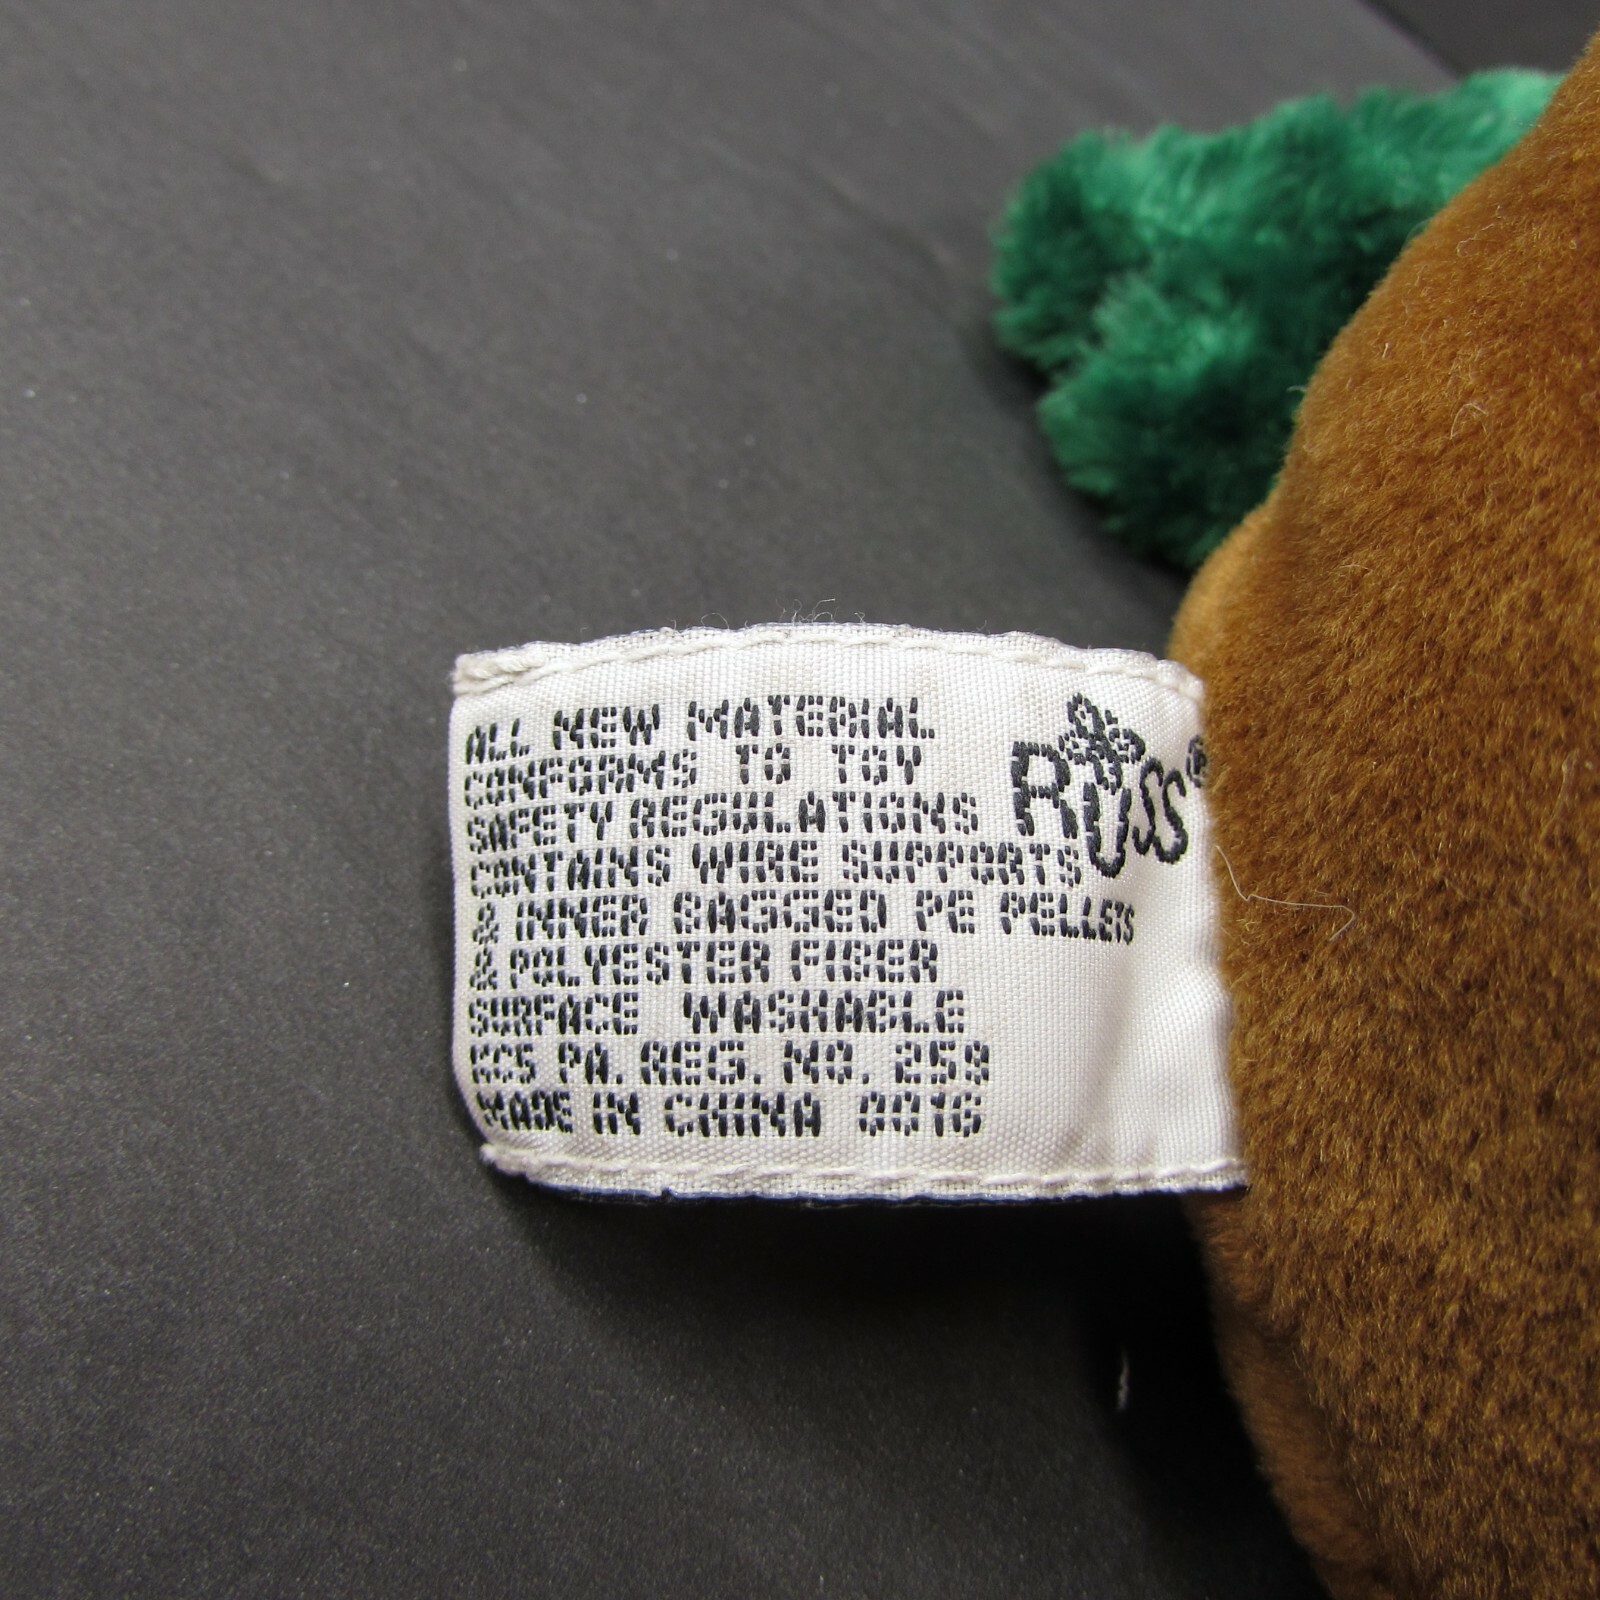 ALL NEW MATERIAL
CONFORMS TO TOY
SAFETY REGULATIONS
RUSS®
CONTAINS WIRE SUPPORTS
& INNER BAGGED PE PELLETS
& POLYESTER FIBER
SURFACE WASHABLE
KCS PA. REG. NO. 259
MADE IN CHINA 0016